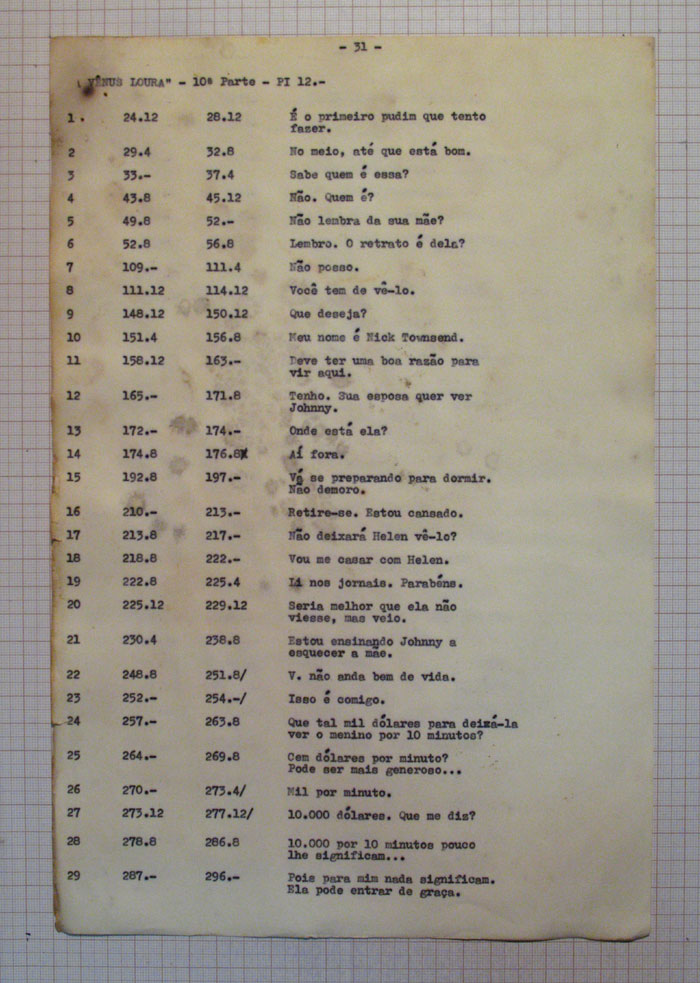 - 31 -
"VÊNUS LOURA" - 10ª Parte - PI 12.-
1. 24.12 28.12 É o primeiro pudim que tento
fazer.
2 29.4 32.8 No meio, até que está bom.
3 33.- 37.4 Sabe quem é essa?
4 43.8 45.12 Não. Quem é?
5 49.8 52.- Não lembra da sua mãe?
6 52.8 56.8 Lembro. O retrato é dela?
7 109.- 111.4 Não posso.
8 111.12 114.12 Você tem de vê-lo.
9 148.12 150.12 Que deseja?
10 151.4 156.8 Meu nome é Nick Townsend.
11 158.12 163.- Deve ter uma boa razão para
vir aqui.
12 165.- 171.8 Tenho. Sua esposa quer ver
Johnny.
13 172.- 174.- Onde está ela?
14 174.8 176.8 Aí fora.
15 192.8 197.- Vá se preparando para dormir.
Não demoro.
16 210.- 213.- Retire-se. Estou cansado.
17 213.8 217.- Não deixará Helen vê-lo?
18 218.8 222.- Vou me casar com Helen.
19 222.8 225.4 Li nos jornais. Parabéns.
20 225.12 229.12 Seria melhor que ela não
viesse, mas veio.
21 230.4 238.8 Estou ensinando Johnny a
esquecer a mãe.
22 248.8 251.8/ V. não anda bem de vida.
23 252.- 254.-/ Isso é comigo.
24 257.- 263.8 Que tal mil dólares para deixá-la
ver o menino por 10 minutos?
25 264.- 269.8 Cem dólares por minuto?
Pode ser mais generoso...
26 270.- 273.4/ Mil por minuto.
27 273.12 277.12/ 10.000 dólares. Que me diz?
28 278.8 286.8 10.000 por 10 minutos pouco
lhe significam...
29 287.- 296.- Pois para mim nada significam.
Ela pode entrar de graça.